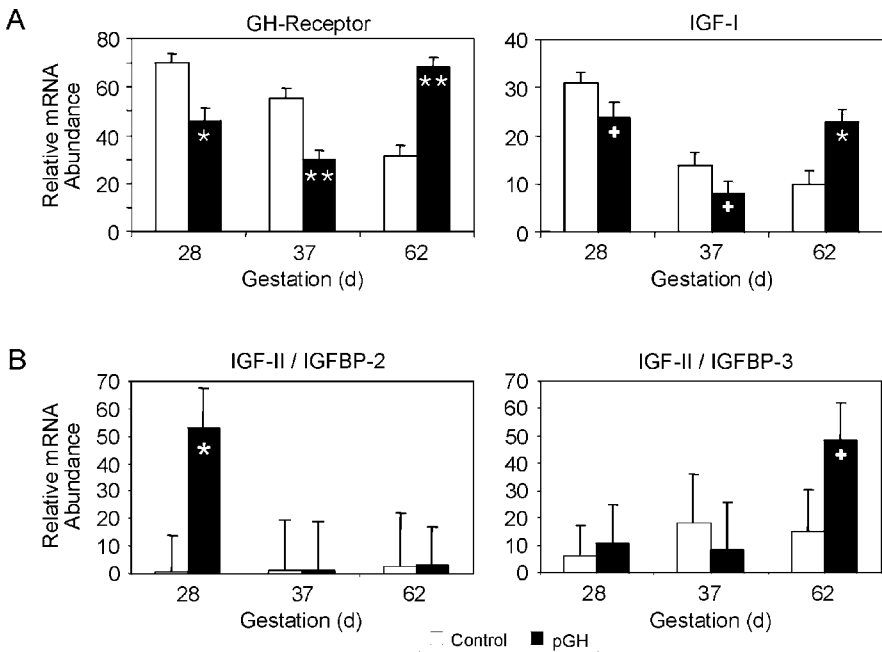 A
GH-Receptor
Relative mRNA
Abundance
80
60
40
20
0
*
**
**
28 37 62
Gestation (d)
IGF-I
40
30
20
10
0
+
+
*
28 37 62
Gestation (d)
B
IGF-II / IGFBP-2
Relative mRNA
Abundance
70
60
50
40
30
20
10
0
*
28 37 62
Gestation (d)
IGF-II / IGFBP-3
70
60
50
40
30
20
10
0
+
28 37 62
Gestation (d)
Control pGH